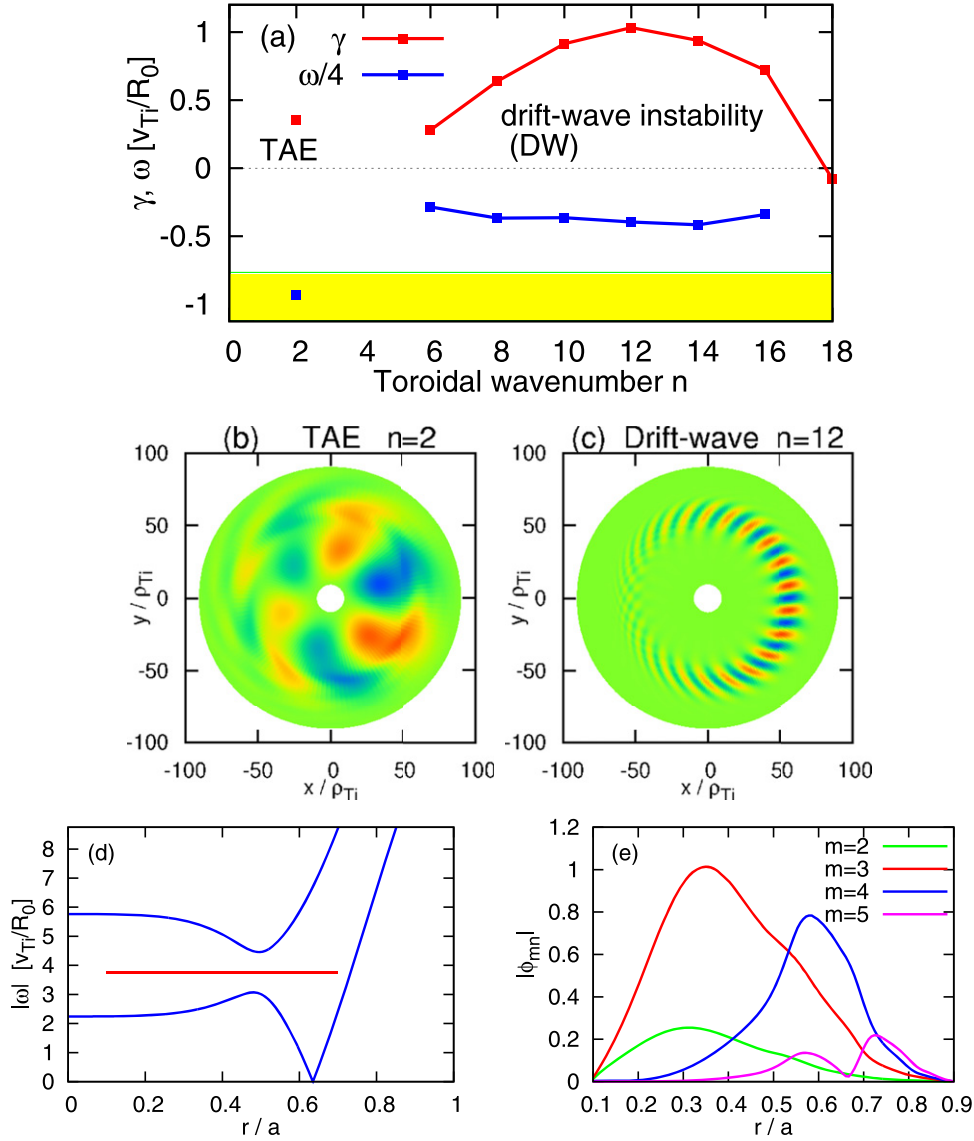 (a)
γ
ω/4
TAE
drift-wave instability
(DW)
γ, ω [v_Ti/R_0]
1
0.5
0
-0.5
-1
0 2 4 6 8 10 12 14 16 18
Toroidal wavenumber n
(b) TAE n=2
y / ρ_Ti
100
50
0
-50
-100
-100 -50 0 50 100
x / ρ_Ti
(c) Drift-wave n=12
y / ρ_Ti
100
50
0
-50
-100
-100 -50 0 50 100
x / ρ_Ti
(d)
|ω| [v_Ti/R_0]
8
7
6
5
4
3
2
1
0
0 0.2 0.4 0.6 0.8 1
r / a
(e)
m=2
m=3
m=4
m=5
|ϕ_mn|
1.2
1
0.8
0.6
0.4
0.2
0
0.1 0.2 0.3 0.4 0.5 0.6 0.7 0.8 0.9
r / a